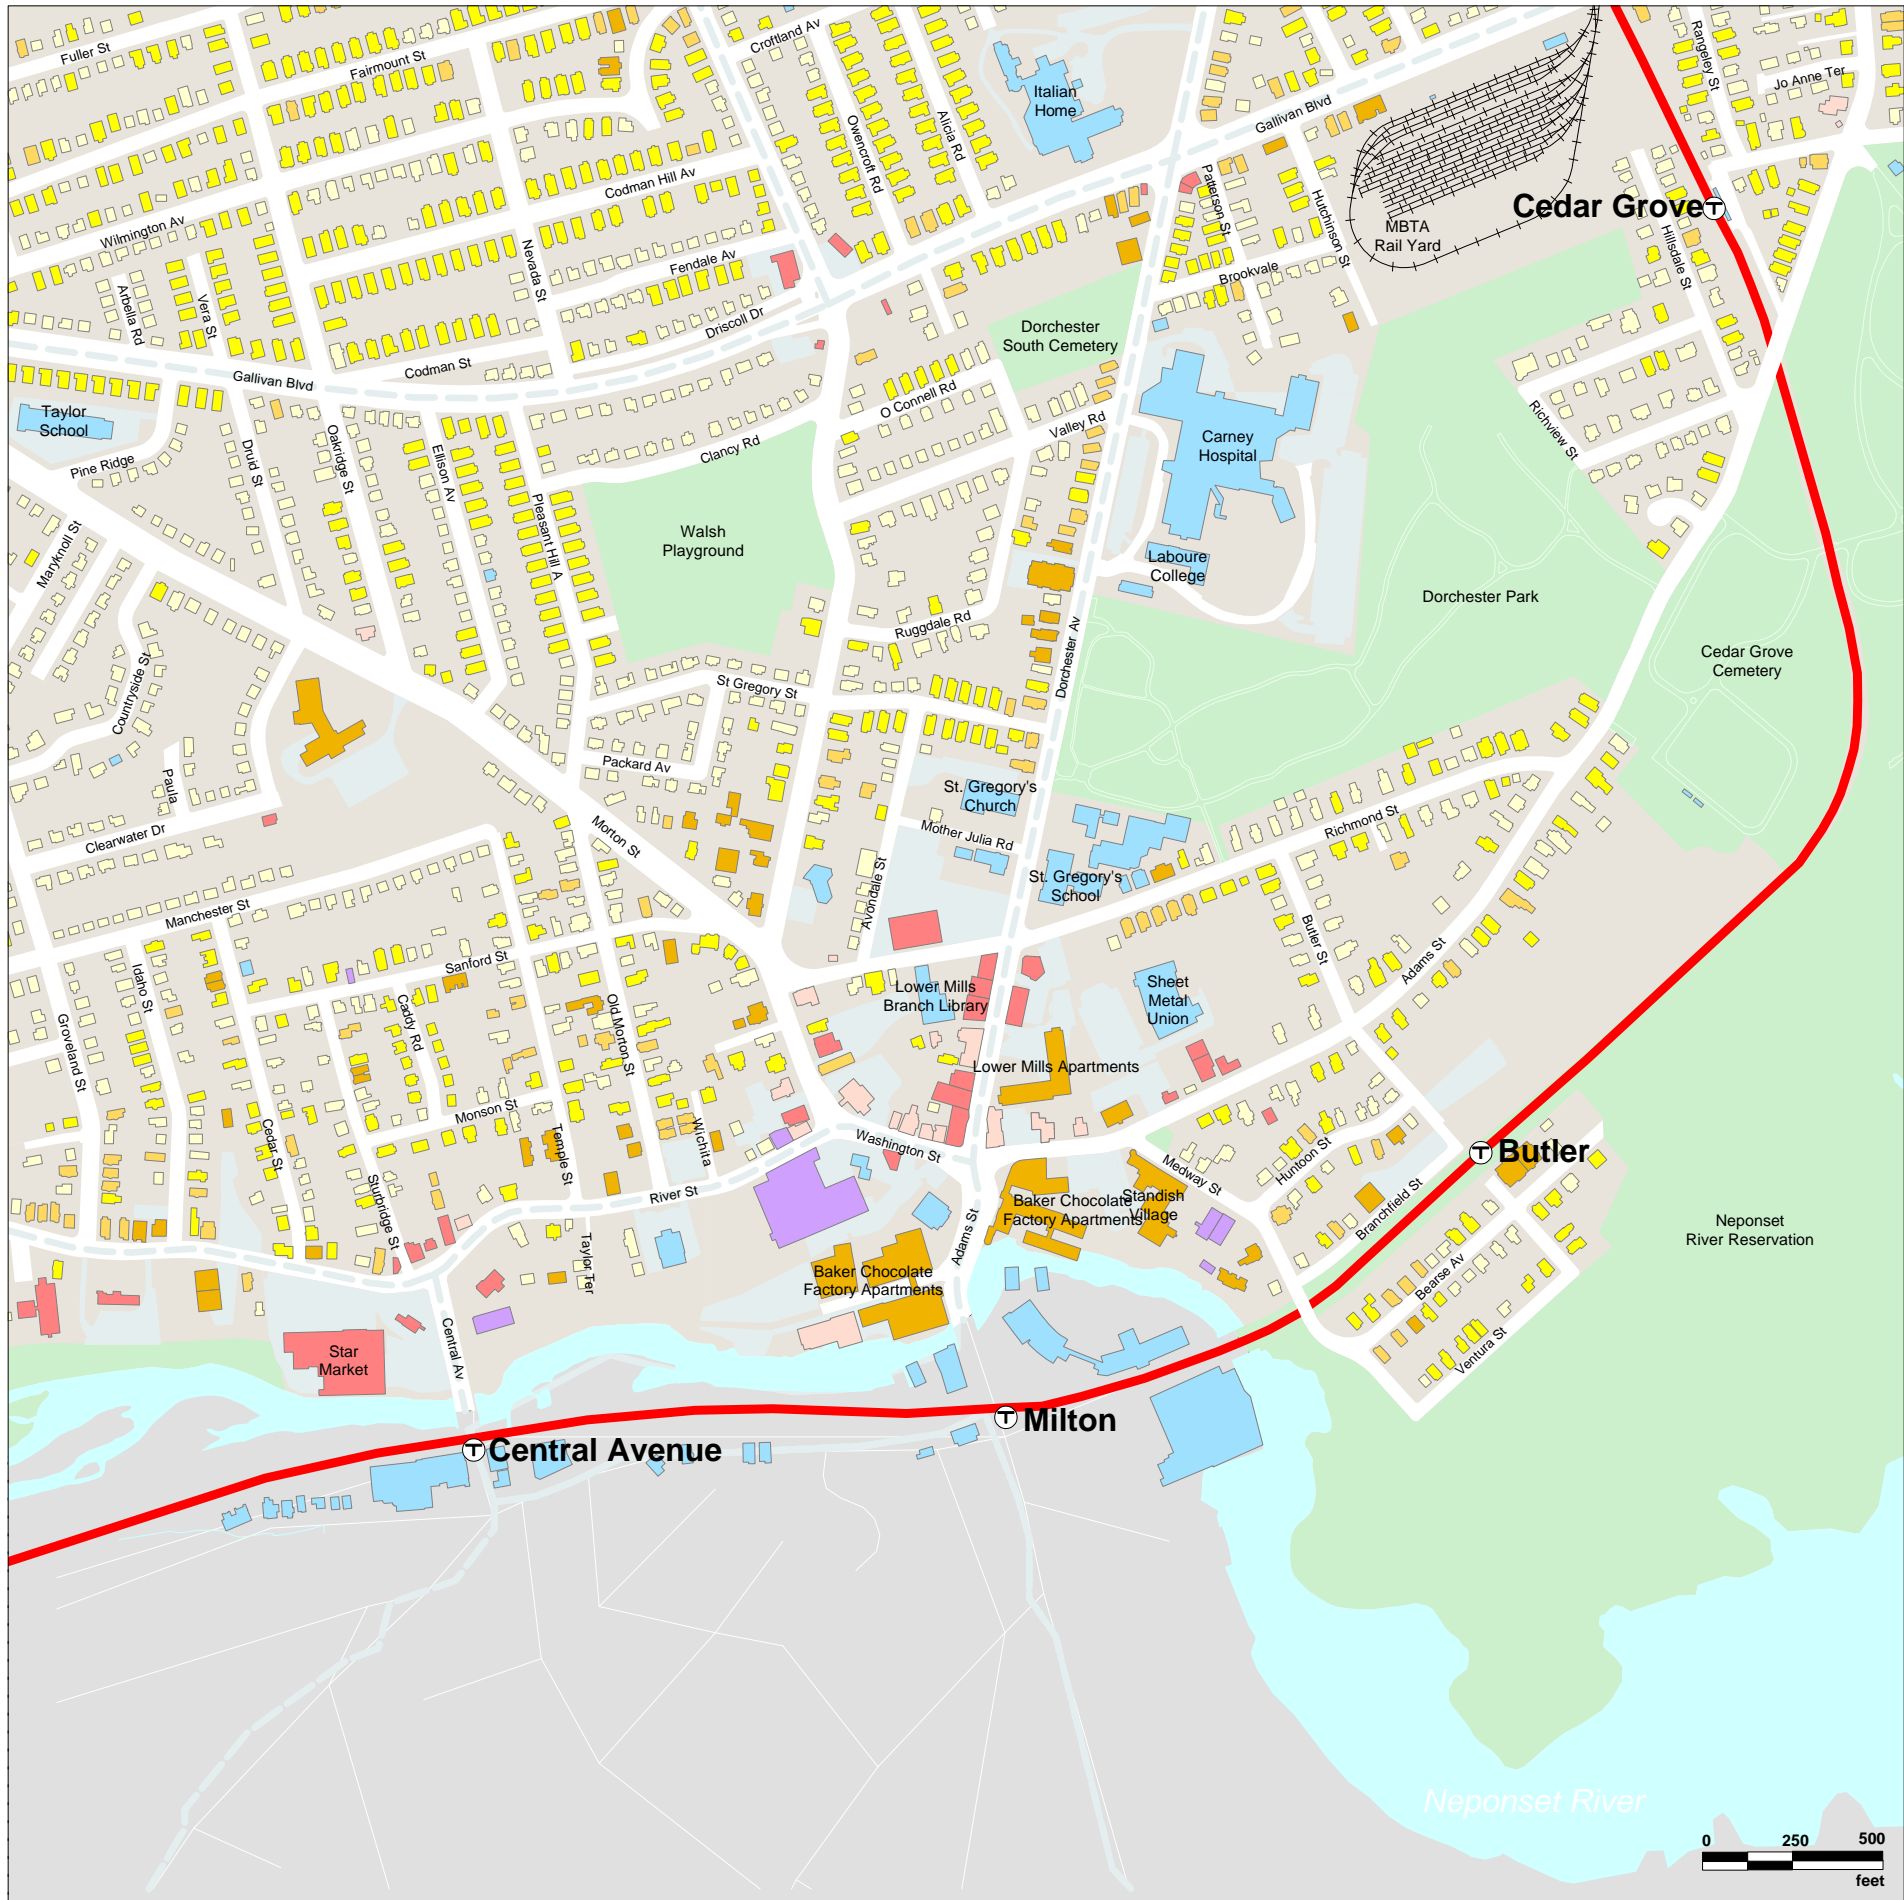 Fuller St
Fairmount St
Croftland Av
Rangeley St
Jo Anne Ter
Italian
Home
Gallivan Blvd
Owencroft Rd
Alicia Rd
Codman Hill Av
Patterson St
Hutchinson St
Cedar Grove
MBTA
Rail Yard
Hillsdale St
Wilmington Av
Nevada St
Fendale Av
Brookvale
Arbella Rd
Vera St
Driscoll Dr
Dorchester
South Cemetery
Codman St
Gallivan Blvd
O Connell Rd
Taylor
School
Valley Rd
Carney
Hospital
Richview St
Pine Ridge
Druid St
Oakridge St
Ellison Av
Clancy Rd
Pleasant Hill A
Walsh
Playground
Maryknoll St
Laboure
College
Dorchester Park
Ruggdale Rd
Dorchester Av
Cedar Grove
Cemetery
Countryside St
St Gregory St
Packard Av
Paula
St. Gregory's
Church
Clearwater Dr
Morton St
Mother Julia Rd
Richmond St
St. Gregory's
School
Manchester St
Avondale St
Butler St
Adams St
Sanford St
Idaho St
Caddy Rd
Old Morton St
Lower Mills
Branch Library
Sheet
Metal
Union
Groveland St
Lower Mills Apartments
Monson St
Cedar St
Temple St
Wichita
Washington St
Medway St
Huntoon St
Butler
Sturbridge St
River St
Baker Chocolate
Factory Apartments
Standish
Village
Branchfield St
Neponset
River Reservation
Adams St
Taylor Ter
Baker Chocolate
Factory Apartments
Bearse Av
Star
Market
Central Av
Ventura St
Milton
Central Avenue
Neponset River
0 250 500
feet